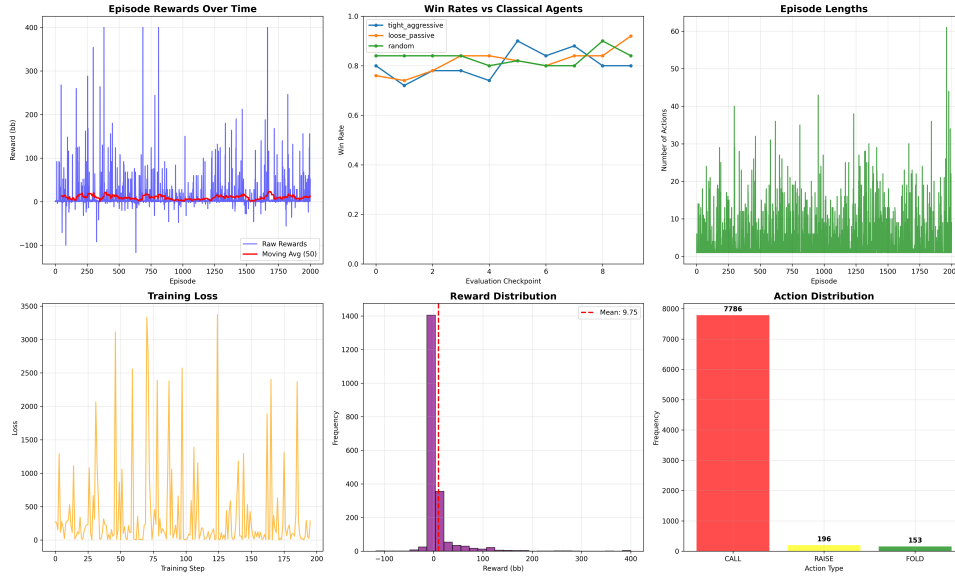 Episode Rewards Over Time
Reward (bb)
400
300
200
100
0
−100
0 250 500 750 1000 1250 1500 1750 2000
Episode
Raw Rewards
Moving Avg (50)
Win Rates vs Classical Agents
Win Rate
1.0
0.8
0.6
0.4
0.2
0.0
0 2 4 6 8
Evaluation Checkpoint
tight_aggressive
loose_passive
random
Episode Lengths
Number of Actions
60
50
40
30
20
10
0
0 250 500 750 1000 1250 1500 1750 2000
Episode
Training Loss
Loss
3500
3000
2500
2000
1500
1000
500
0
0 25 50 75 100 125 150 175 200
Training Step
Reward Distribution
Frequency
1400
1200
1000
800
600
400
200
0
−100 0 100 200 300 400
Reward (bb)
Mean: 9.75
Action Distribution
Frequency
8000
7000
6000
5000
4000
3000
2000
1000
0
7786
196
153
CALL RAISE FOLD
Action Type